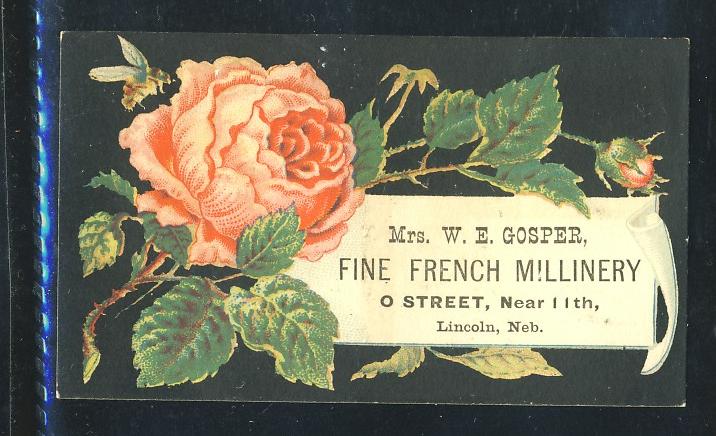 Mrs. W. E. GOSPER,
FINE FRENCH MILLINERY
O STREET, Near 11th,
Lincoln, Neb.